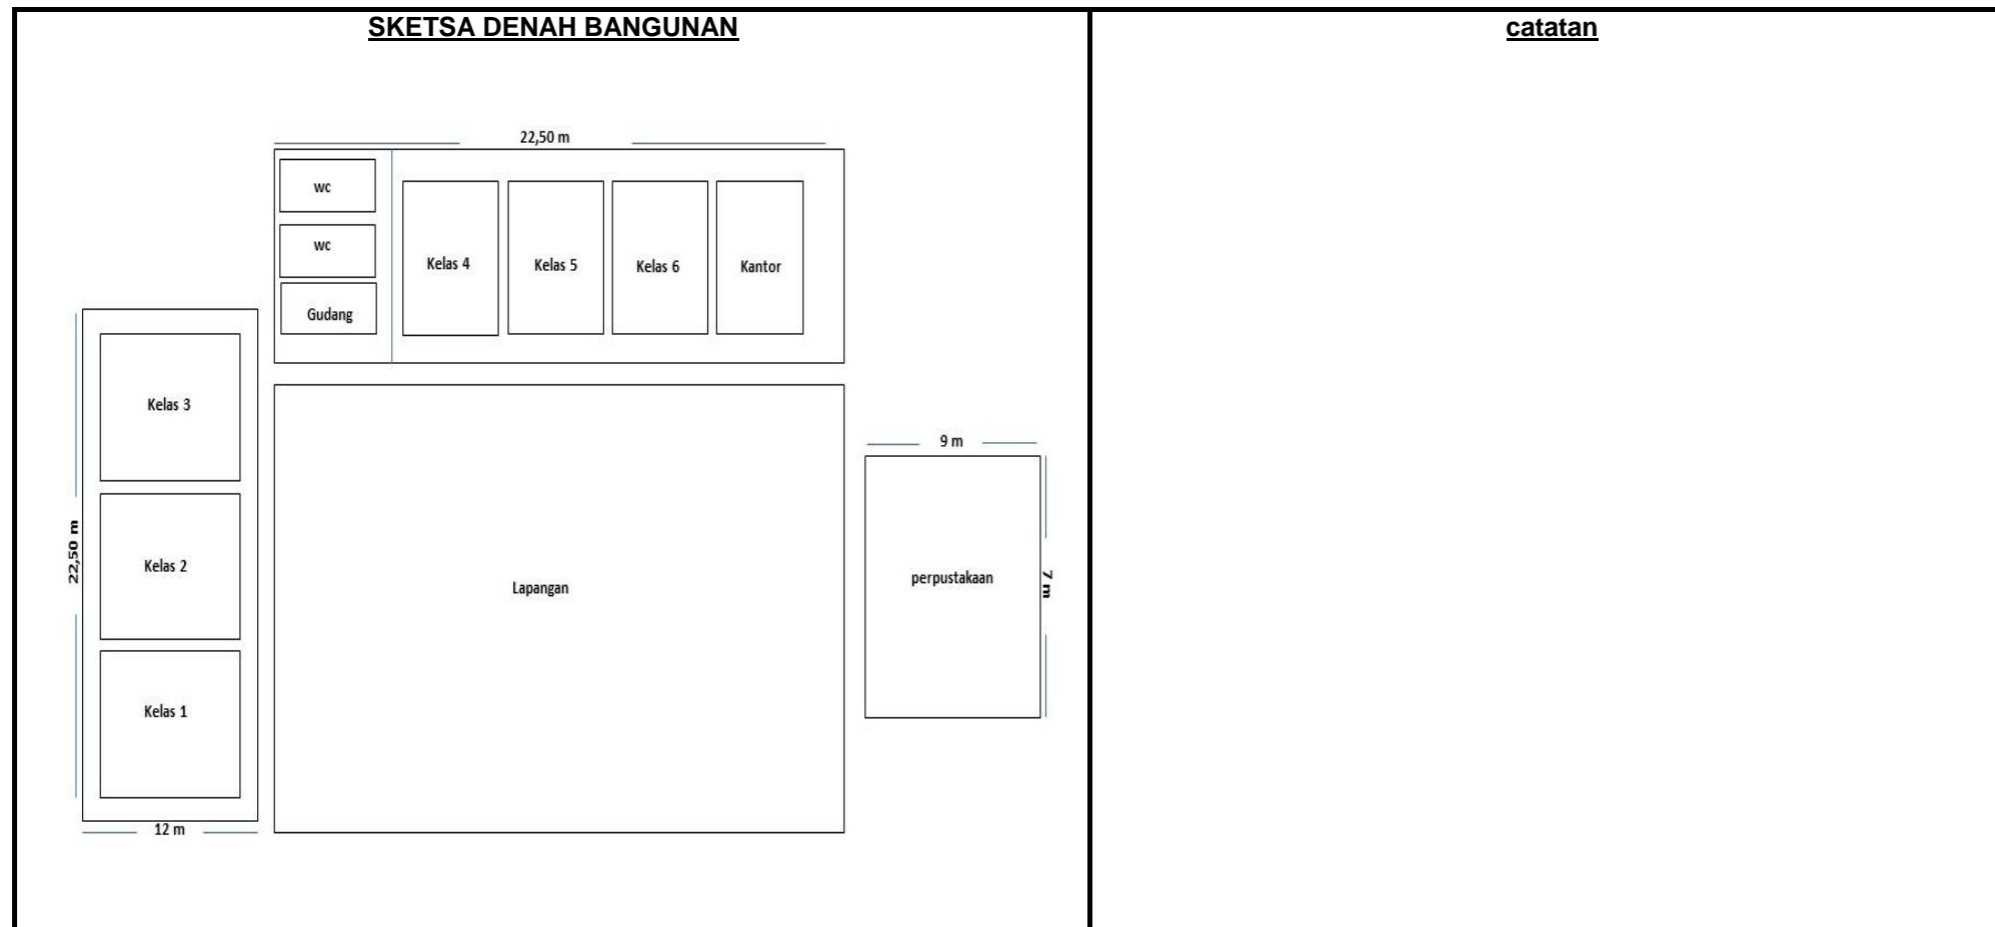 SKETSA DENAH BANGUNAN
22,50 m
wc
wc
Gudang
Kelas 4
Kelas 5
Kelas 6
Kantor
Kelas 3
Kelas 2
Kelas 1
22,50 m
12 m
Lapangan
9 m
perpustakaan
7 m
catatan